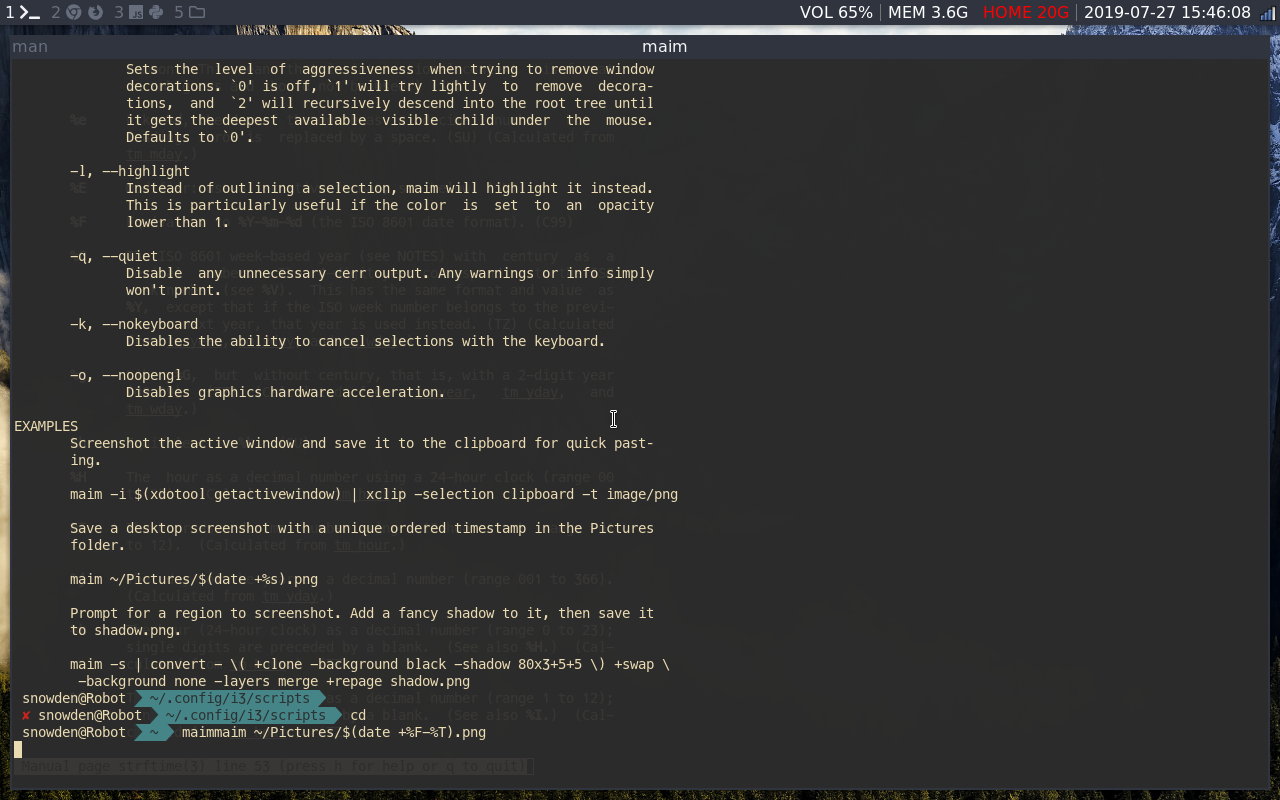 1 2 3 5 VOL 65% MEM 3.6G HOME 20G 2019-07-27 15:46:08
man maim
Sets the level of aggressiveness when trying to remove window
decorations. `0' is off, `1' will try lightly to remove decora-
tions, and `2' will recursively descend into the root tree until
it gets the deepest available visible child under the mouse.
Defaults to `0'.
-l, --highlight
Instead of outlining a selection, maim will highlight it instead.
This is particularly useful if the color is set to an opacity
lower than 1.
-q, --quiet
Disable any unnecessary cerr output. Any warnings or info simply
won't print.
-k, --nokeyboard
Disables the ability to cancel selections with the keyboard.
-o, --noopengl
Disables graphics hardware acceleration.
EXAMPLES
Screenshot the active window and save it to the clipboard for quick past-
ing.
maim -i $(xdotool getactivewindow) | xclip -selection clipboard -t image/png
Save a desktop screenshot with a unique ordered timestamp in the Pictures
folder.
maim ~/Pictures/$(date +%s).png
Prompt for a region to screenshot. Add a fancy shadow to it, then save it
to shadow.png.
maim -s | convert - \( +clone -background black -shadow 80x3+5+5 \) +swap \
-background none -layers merge +repage shadow.png
snowden@Robot ~/.config/i3/scripts
✘ snowden@Robot ~/.config/i3/scripts cd
snowden@Robot ~ maimmaim ~/Pictures/$(date +%F-%T).png
Manual page strftime(3) line 53 (press h for help or q to quit)